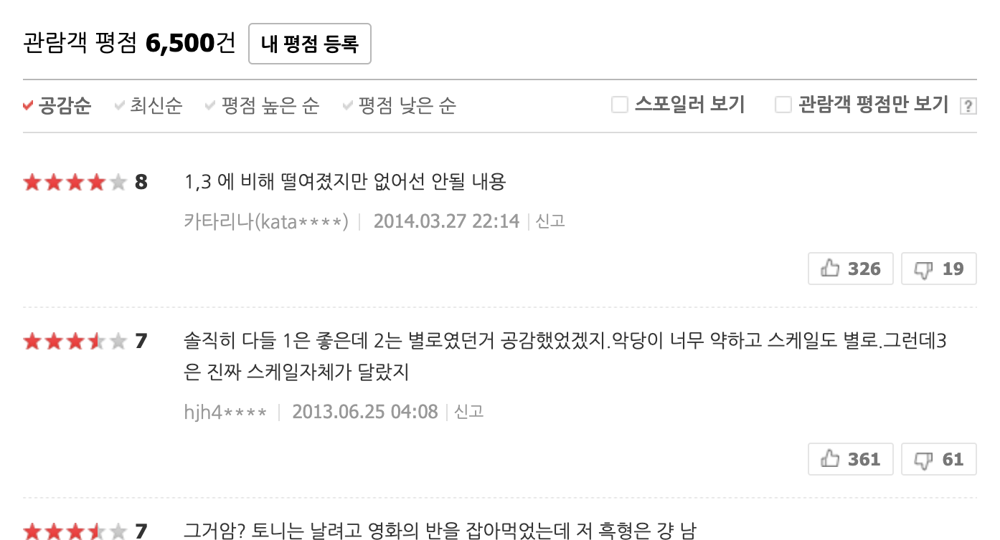 관람객 평점 6,500건 내 평점 등록
공감순 최신순 평점 높은 순 평점 낮은 순 스포일러 보기 관람객 평점만 보기 ?
8 1,3 에 비해 떨여졌지만 없어선 안될 내용
카타리나(kata****) 2014.03.27 22:14 신고
326 19
7 솔직히 다들 1은 좋은데 2는 별로였던거 공감했었겠지.악당이 너무 약하고 스케일도 별로.그런데3
은 진짜 스케일자체가 달랐지
hjh4**** 2013.06.25 04:08 신고
361 61
7 그거암? 토니는 날려고 영화의 반을 잡아먹었는데 저 흑형은 걍 남